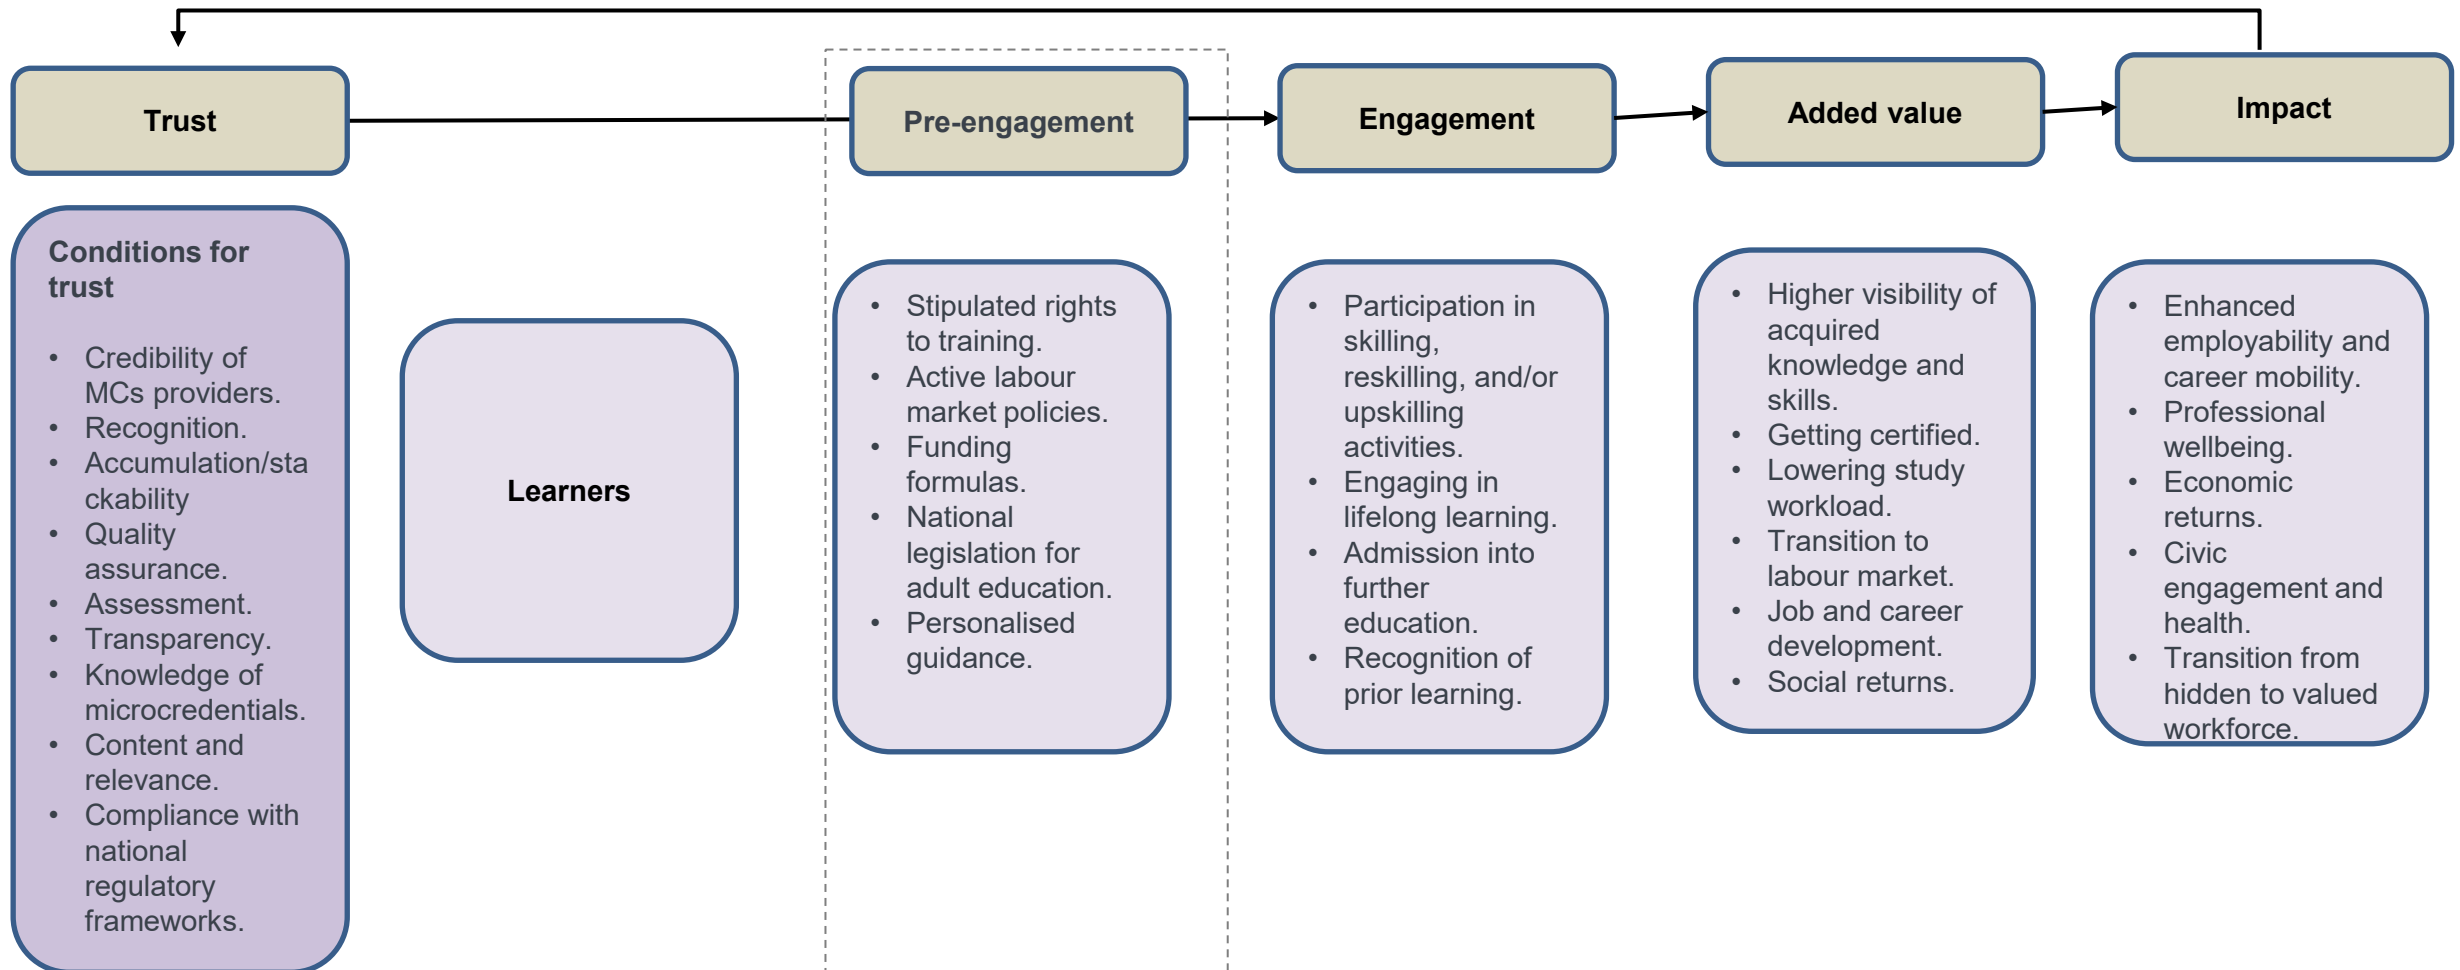 Trust
Pre-engagement
Engagement
Added value
Impact
Conditions for
trust
• Credibility of
MCs providers.
• Recognition.
• Accumulation/sta
ckability
• Quality
assurance.
• Assessment.
• Transparency.
• Knowledge of
microcredentials.
• Content and
relevance.
• Compliance with
national
regulatory
frameworks.
Learners
• Stipulated rights
to training.
• Active labour
market policies.
• Funding
formulas.
• National
legislation for
adult education.
• Personalised
guidance.
• Participation in
skilling,
reskilling, and/or
upskilling
activities.
• Engaging in
lifelong learning.
• Admission into
further
education.
• Recognition of
prior learning.
• Higher visibility of
acquired
knowledge and
skills.
• Getting certified.
• Lowering study
workload.
• Transition to
labour market.
• Job and career
development.
• Social returns.
• Enhanced
employability and
career mobility.
• Professional
wellbeing.
• Economic
returns.
• Civic
engagement and
health.
• Transition from
hidden to valued
workforce.